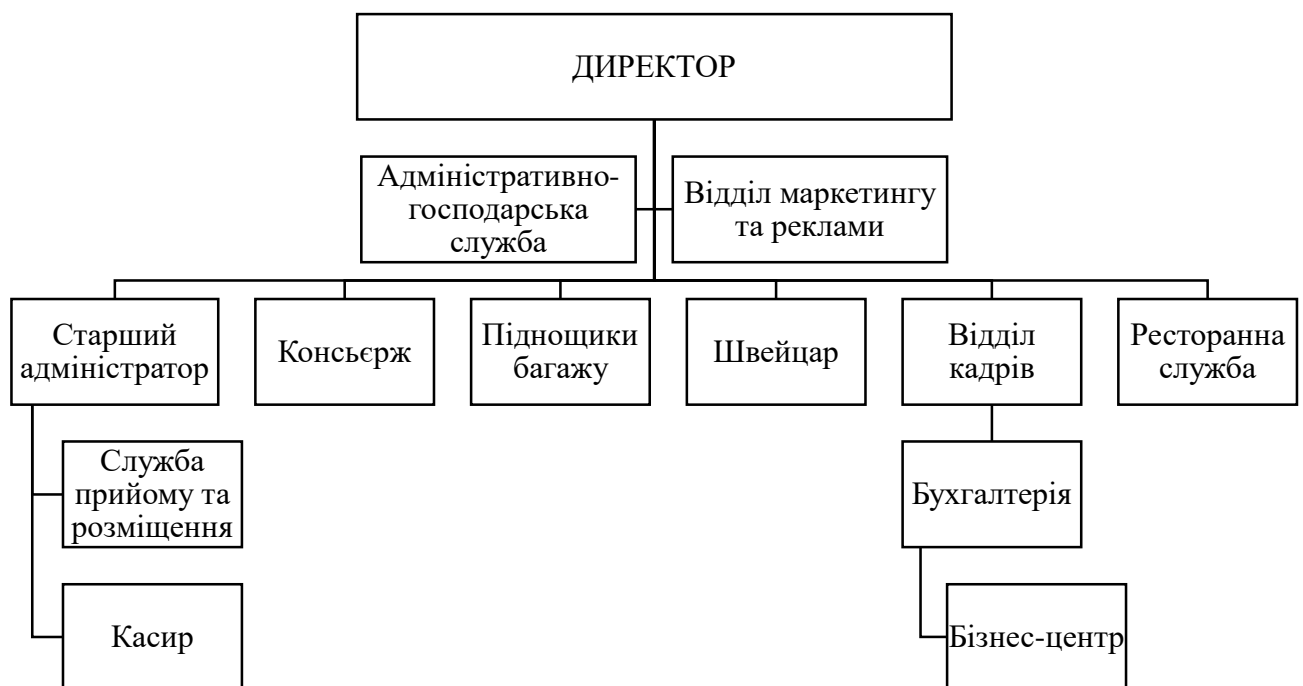 ДИРЕКТОР
Адміністративно-
господарська
служба
Відділ маркетингу
та реклами
Старший
адміністратор
Консьєрж
Піднощики
багажу
Швейцар
Відділ
кадрів
Ресторанна
служба
Служба
прийому та
розміщення
Бухгалтерія
Касир
Бізнес-центр